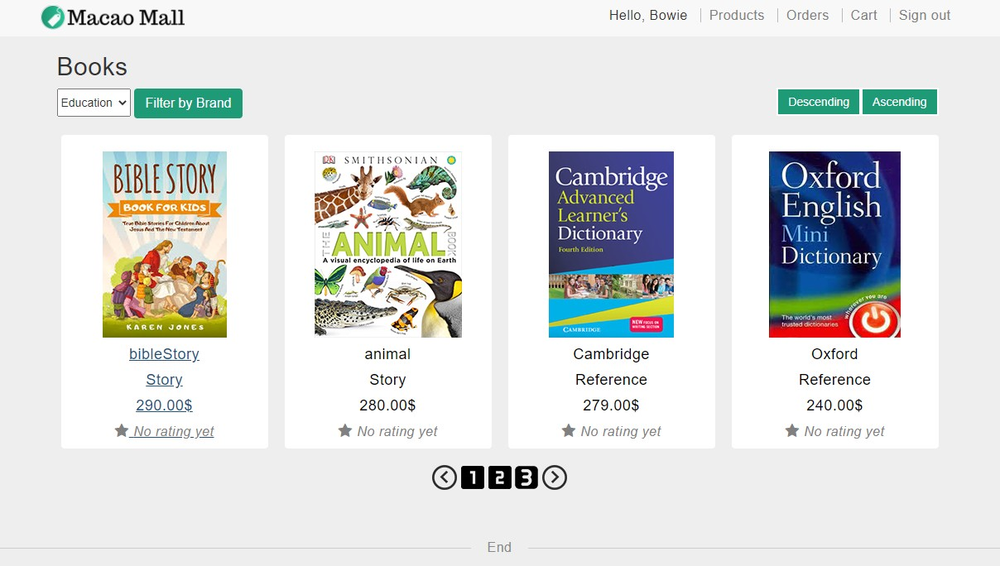 Macao Mall
Hello, Bowie
Products
Orders
Cart
Sign out
Books
Education
Filter by Brand
Descending
Ascending
BIBLE STORY
BOOK FOR KIDS
True Bible Stories For Children About
Jesus And The New Testament
KAREN JONES
bibleStory
Story
290.00$
No rating yet
DK
SMITHSONIAN
THE
ANIMAL
BOOK
A visual encyclopedia of life on Earth
animal
Story
280.00$
No rating yet
Cambridge
Advanced
Learner's
Dictionary
Fourth Edition
NEW FOCUS ON
WRITING SECTION
CAMBRIDGE
Cambridge
Reference
279.00$
No rating yet
Oxford
English
Mini
Dictionary
wherever you are
The world's most
trusted dictionaries
Oxford
Reference
240.00$
No rating yet
1 2 3
End